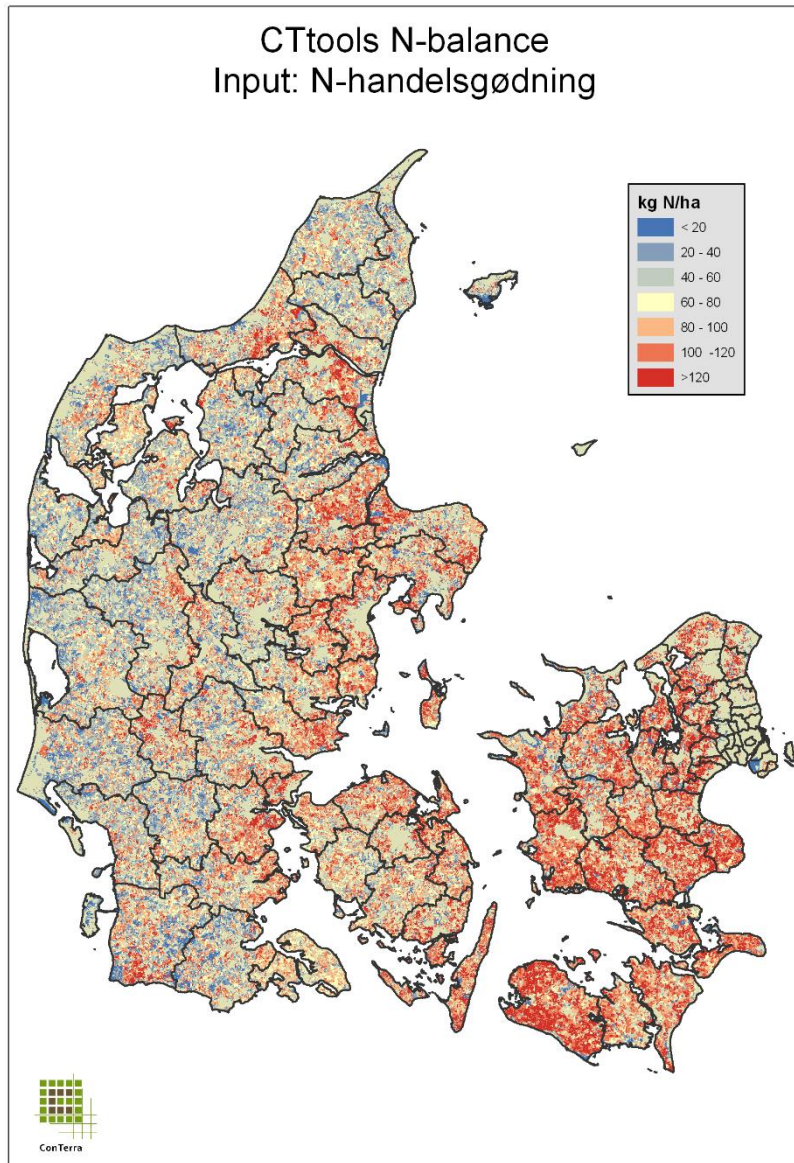 CTtools N-balance
Input: N-handelsgødning
kg N/ha
< 20
20 - 40
40 - 60
60 - 80
80 - 100
100 -120
>120
ConTerra